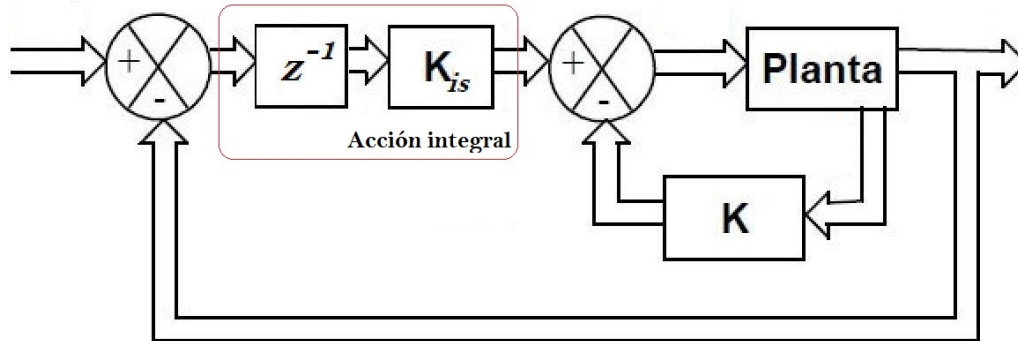 +
-
z⁻¹
K_is
Acción integral
+
-
Planta
K